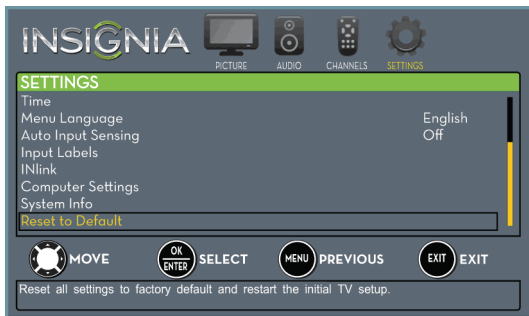 INSIGNIA
PICTURE AUDIO CHANNELS SETTINGS
SETTINGS
Time
Menu Language English
Auto Input Sensing Off
Input Labels
INlink
Computer Settings
System Info
Reset to Default
MOVE OK ENTER SELECT MENU PREVIOUS EXIT EXIT
Reset all settings to factory default and restart the initial TV setup.